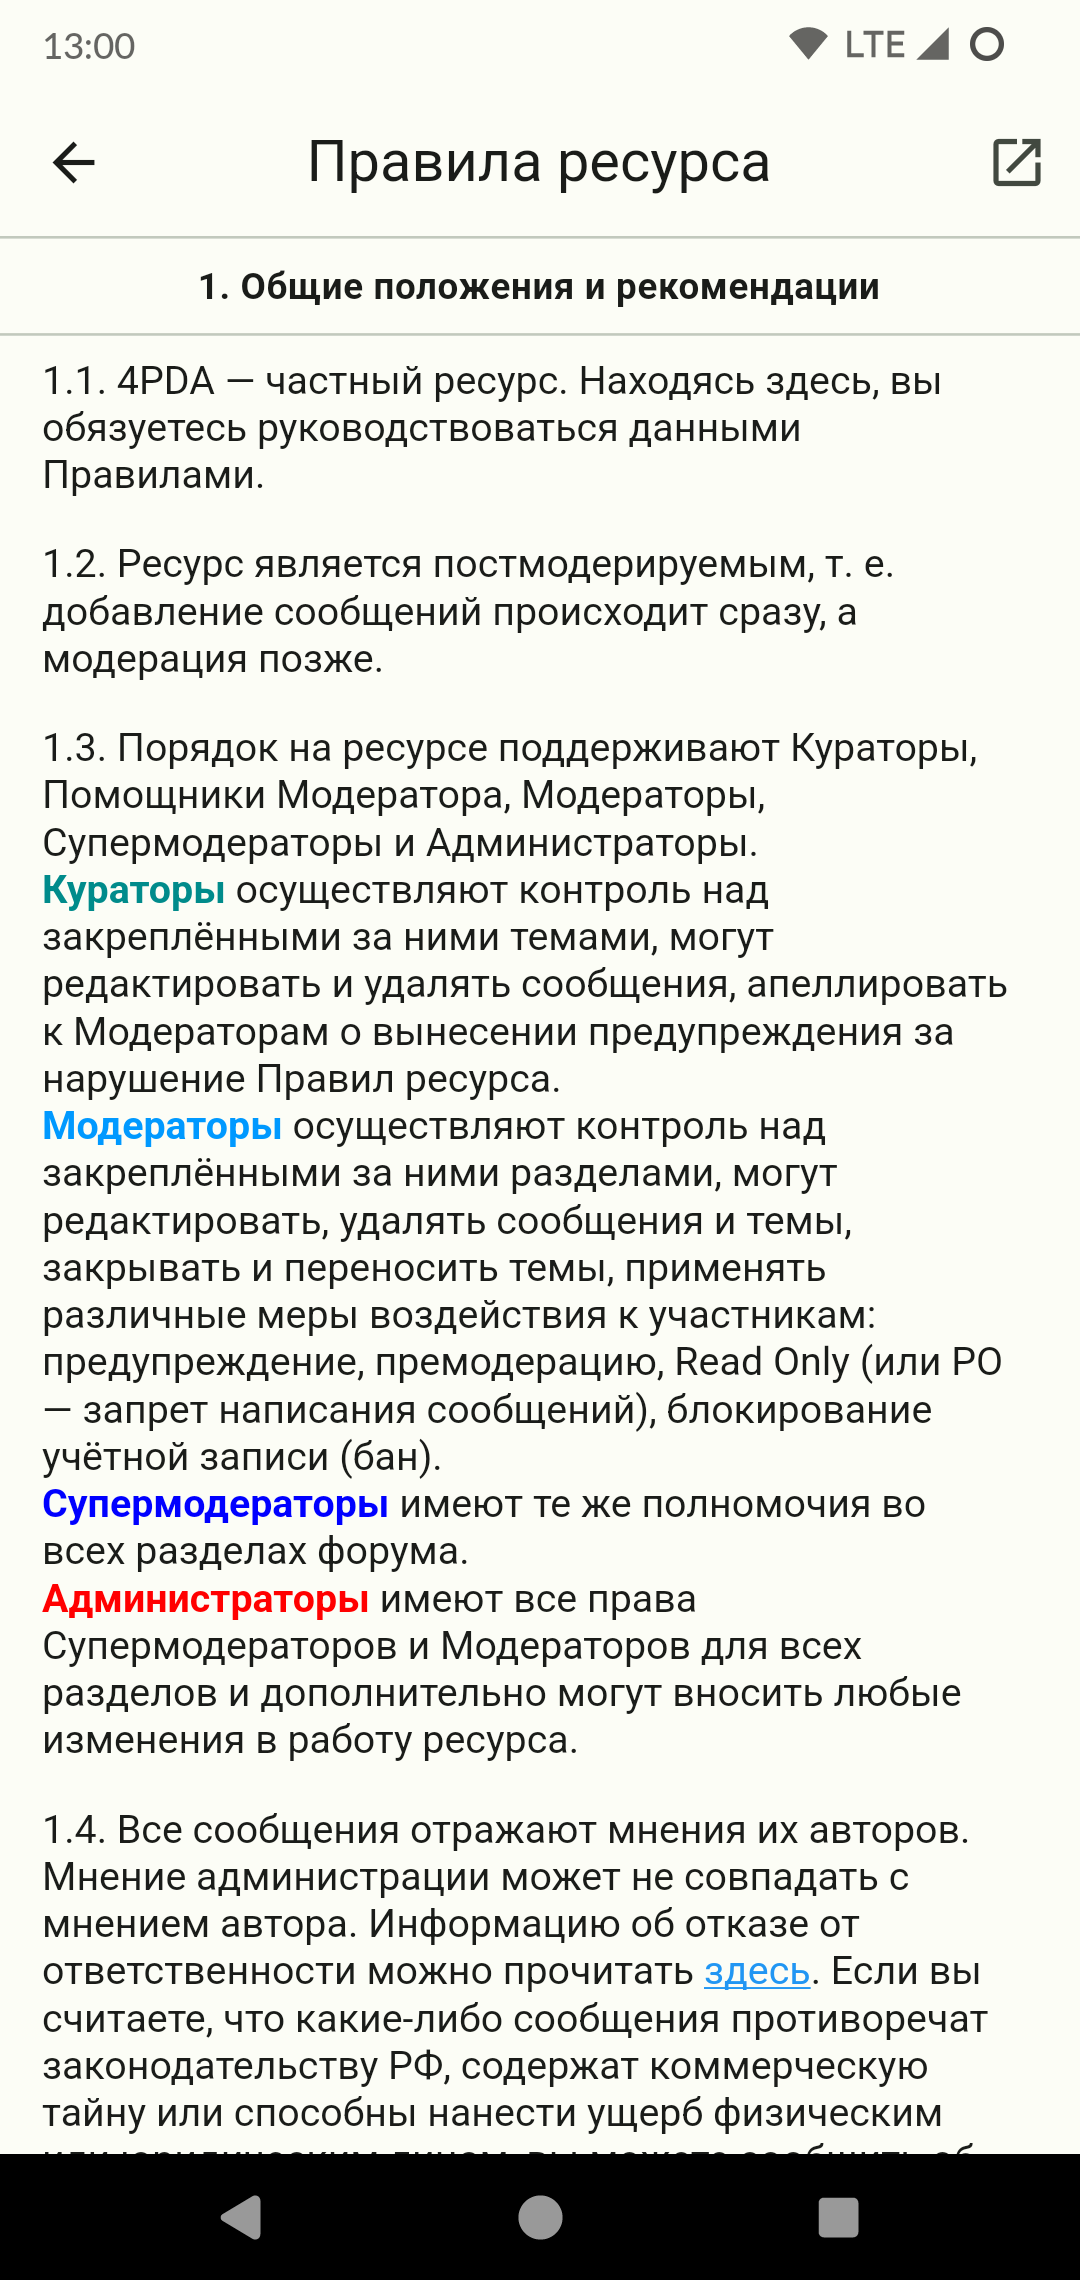 13:00
LTE
Правила ресурса
1. Общие положения и рекомендации
1.1. 4PDA — частный ресурс. Находясь здесь, вы
обязуетесь руководствоваться данными
Правилами.
1.2. Ресурс является постмодерируемым, т. е.
добавление сообщений происходит сразу, а
модерация позже.
1.3. Порядок на ресурсе поддерживают Кураторы,
Помощники Модератора, Модераторы,
Супермодераторы и Администраторы.
Кураторы осуществляют контроль над
закреплёнными за ними темами, могут
редактировать и удалять сообщения, апеллировать
к Модераторам о вынесении предупреждения за
нарушение Правил ресурса.
Модераторы осуществляют контроль над
закреплёнными за ними разделами, могут
редактировать, удалять сообщения и темы,
закрывать и переносить темы, применять
различные меры воздействия к участникам:
предупреждение, премодерацию, Read Only (или РО
— запрет написания сообщений), блокирование
учётной записи (бан).
Супермодераторы имеют те же полномочия во
всех разделах форума.
Администраторы имеют все права
Супермодераторов и Модераторов для всех
разделов и дополнительно могут вносить любые
изменения в работу ресурса.
1.4. Все сообщения отражают мнения их авторов.
Мнение администрации может не совпадать с
мнением автора. Информацию об отказе от
ответственности можно прочитать здесь. Если вы
считаете, что какие-либо сообщения противоречат
законодательству РФ, содержат коммерческую
тайну или способны нанести ущерб физическим